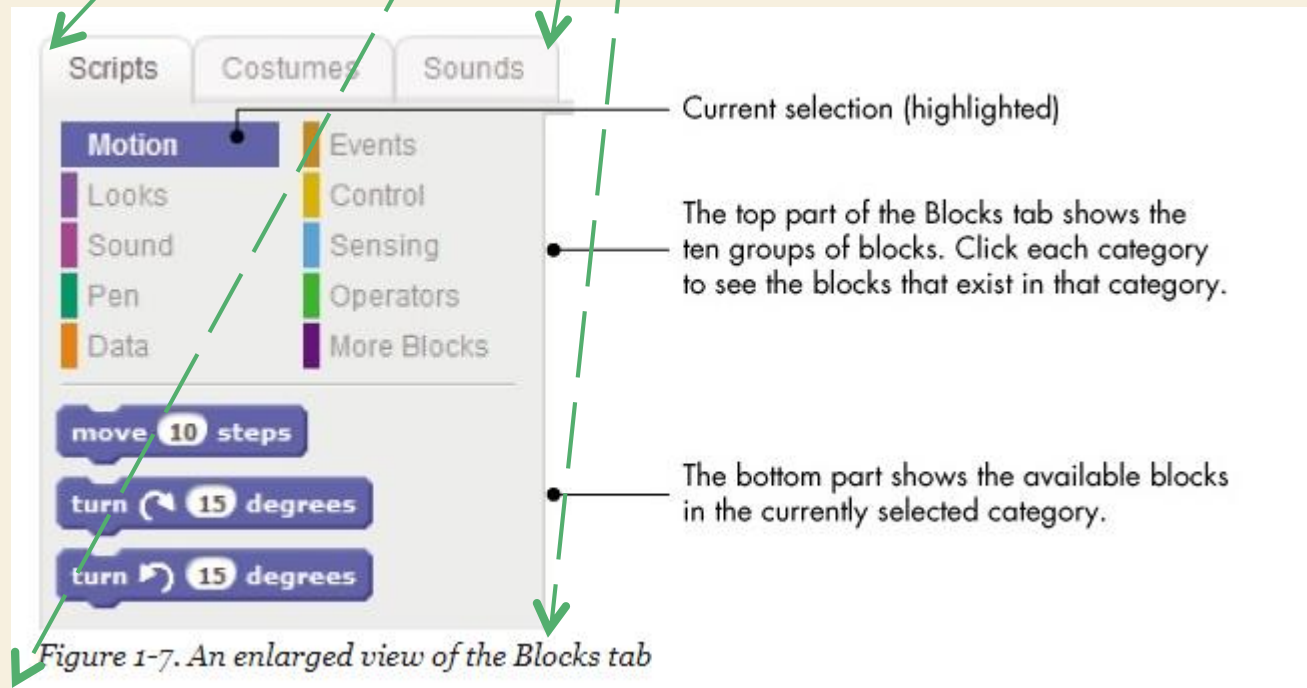 Scripts Costumes Sounds
Current selection (highlighted)
Motion Events
Looks Control
Sound Sensing
Pen Operators
Data More Blocks
The top part of the Blocks tab shows the
ten groups of blocks. Click each category
to see the blocks that exist in that category.
move 10 steps
turn 15 degrees
turn 15 degrees
The bottom part shows the available blocks
in the currently selected category.
Figure 1-7. An enlarged view of the Blocks tab